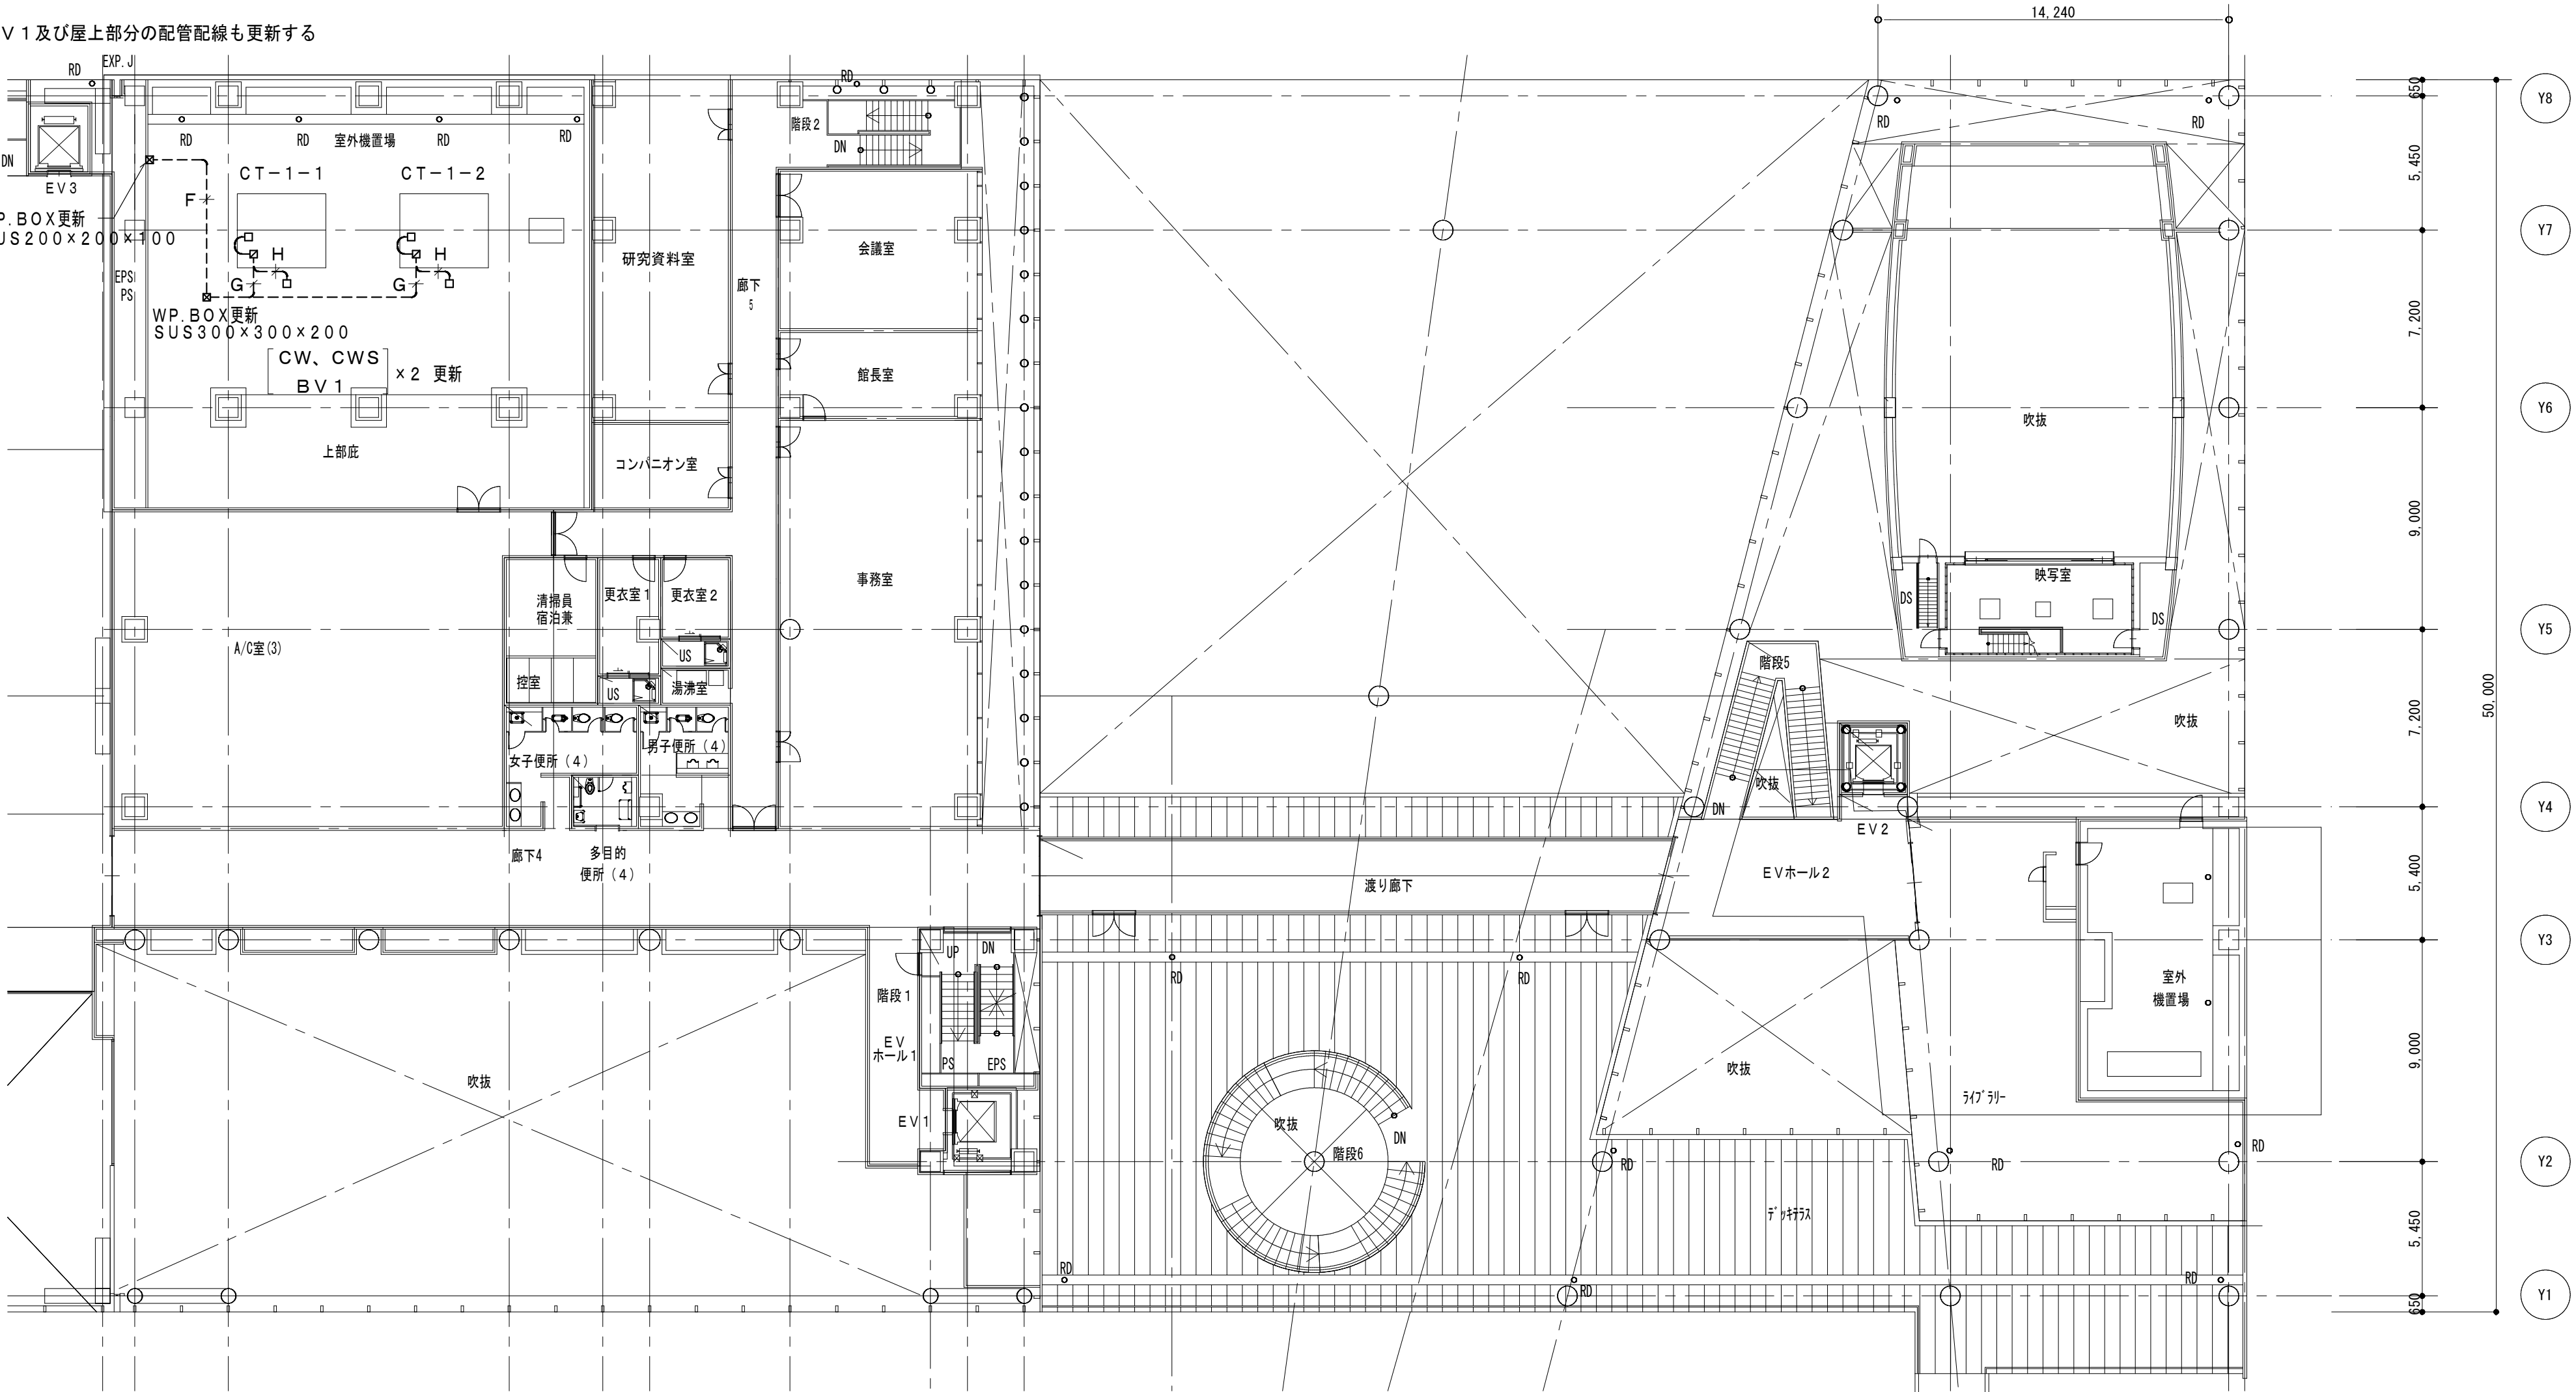 14,240
V1及び屋上部分の配管配線も更新する
EXP.J
RD
RD
650
Y8
階段2
RD
RD
RD
RD
RD
RD
室外機置場
DN
DN
5,450
CT-1-1
CT-1-2
EV3
F
P.BOX更新
US200×200×100
Y7
会議室
H
H
研究資料室
EPS
PS
G
G
廊下
5
WP.BOX更新
SUS300×300×200
7,200
CW、CWS
BV1
×2 更新
館長室
Y6
吹抜
上部庇
コンパニオン室
9,000
事務室
映写室
清掃員
宿泊兼
更衣室1
更衣室2
DS
DS
Y5
A/C室(3)
US
階段5
控室
US
湯沸室
50,000
7,200
吹抜
男子便所(4)
女子便所(4)
吹抜
DN
Y4
EV2
廊下4
多目的
便所(4)
EVホール2
渡り廊下
5,400
Y3
UP
DN
RD
RD
室外
機置場
階段1
EV
ホール1
PS
EPS
9,000
吹抜
吹抜
ライブラリー
EV1
吹抜
DN
階段6
RD
RD
RD
Y2
デッキテラス
5,450
RD
RD
RD
650
Y1